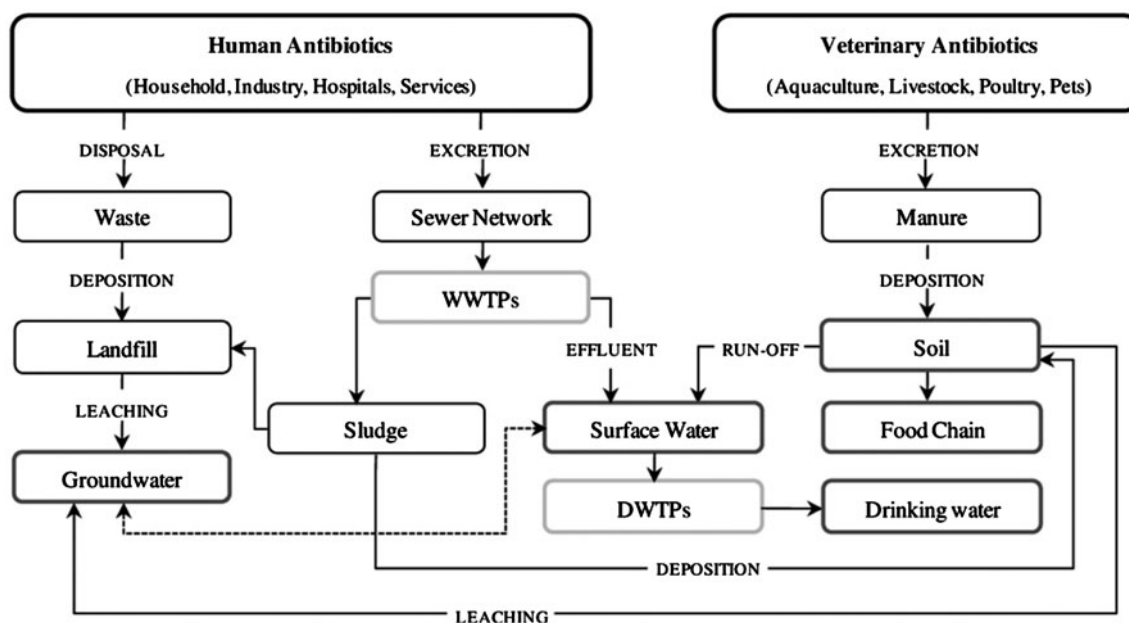 Human Antibiotics
(Household, Industry, Hospitals, Services)
Veterinary Antibiotics
(Aquaculture, Livestock, Poultry, Pets)
DISPOSAL
EXCRETION
EXCRETION
Waste
Sewer Network
Manure
DEPOSITION
WWTPs
DEPOSITION
Landfill
EFFLUENT
RUN-OFF
Soil
LEACHING
Sludge
Surface Water
Food Chain
Groundwater
DWTPs
Drinking water
DEPOSITION
LEACHING